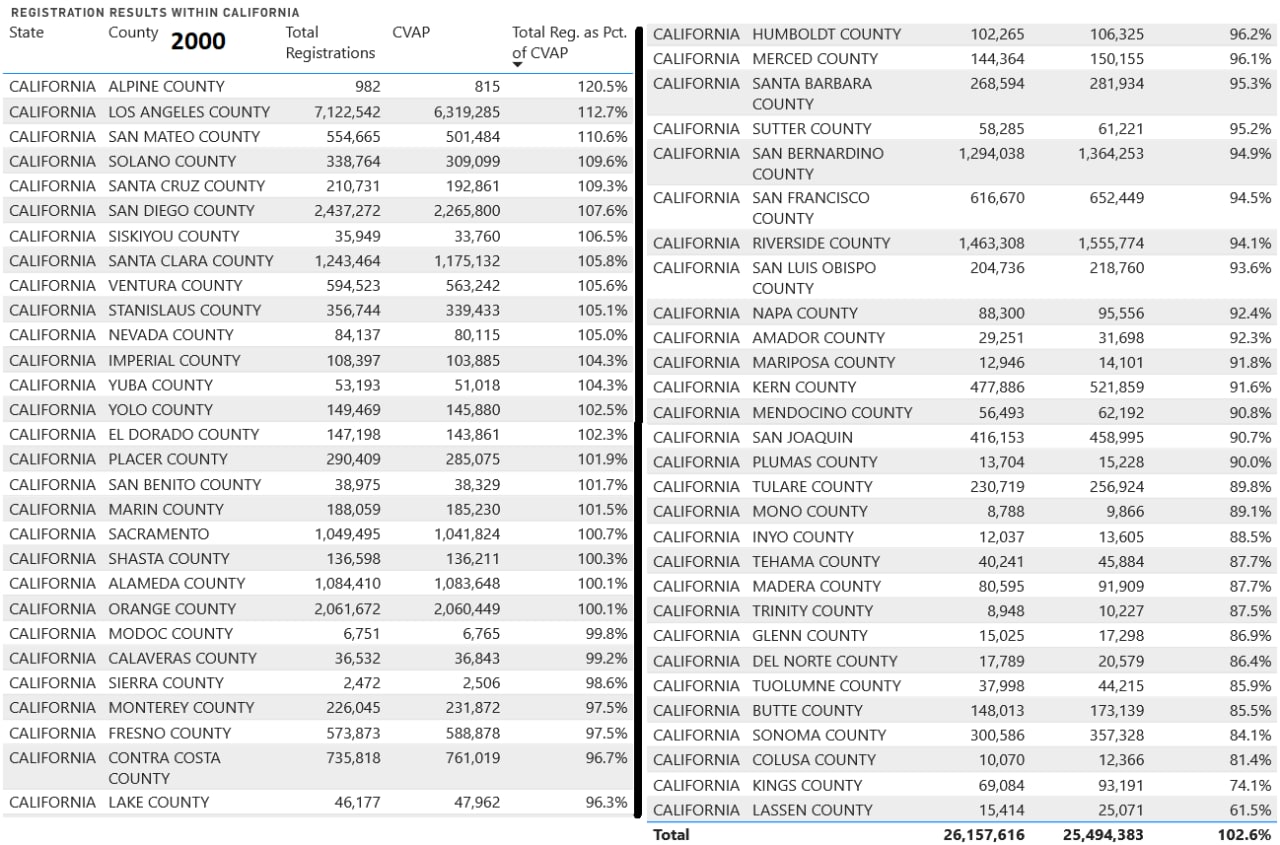 REGISTRATION RESULTS WITHIN CALIFORNIA
State County 2000 Total Registrations CVAP Total Reg. as Pct. of CVAP
CALIFORNIA ALPINE COUNTY 982 815 120.5%
CALIFORNIA LOS ANGELES COUNTY 7,122,542 6,319,285 112.7%
CALIFORNIA SAN MATEO COUNTY 554,665 501,484 110.6%
CALIFORNIA SOLANO COUNTY 338,764 309,099 109.6%
CALIFORNIA SANTA CRUZ COUNTY 210,731 192,861 109.3%
CALIFORNIA SAN DIEGO COUNTY 2,437,272 2,265,800 107.6%
CALIFORNIA SISKIYOU COUNTY 35,949 33,760 106.5%
CALIFORNIA SANTA CLARA COUNTY 1,243,464 1,175,132 105.8%
CALIFORNIA VENTURA COUNTY 594,523 563,242 105.6%
CALIFORNIA STANISLAUS COUNTY 356,744 339,433 105.1%
CALIFORNIA NEVADA COUNTY 84,137 80,115 105.0%
CALIFORNIA IMPERIAL COUNTY 108,397 103,885 104.3%
CALIFORNIA YUBA COUNTY 53,193 51,018 104.3%
CALIFORNIA YOLO COUNTY 149,469 145,880 102.5%
CALIFORNIA EL DORADO COUNTY 147,198 143,861 102.3%
CALIFORNIA PLACER COUNTY 290,409 285,075 101.9%
CALIFORNIA SAN BENITO COUNTY 38,975 38,329 101.7%
CALIFORNIA MARIN COUNTY 188,059 185,230 101.5%
CALIFORNIA SACRAMENTO 1,049,495 1,041,824 100.7%
CALIFORNIA SHASTA COUNTY 136,598 136,211 100.3%
CALIFORNIA ALAMEDA COUNTY 1,084,410 1,083,648 100.1%
CALIFORNIA ORANGE COUNTY 2,061,672 2,060,449 100.1%
CALIFORNIA MODOC COUNTY 6,751 6,765 99.8%
CALIFORNIA CALAVERAS COUNTY 36,532 36,843 99.2%
CALIFORNIA SIERRA COUNTY 2,472 2,506 98.6%
CALIFORNIA MONTEREY COUNTY 226,045 231,872 97.5%
CALIFORNIA FRESNO COUNTY 573,873 588,878 97.5%
CALIFORNIA CONTRA COSTA COUNTY 735,818 761,019 96.7%
CALIFORNIA LAKE COUNTY 46,177 47,962 96.3%
CALIFORNIA HUMBOLDT COUNTY 102,265 106,325 96.2%
CALIFORNIA MERCED COUNTY 144,364 150,155 96.1%
CALIFORNIA SANTA BARBARA COUNTY 268,594 281,934 95.3%
CALIFORNIA SUTTER COUNTY 58,285 61,221 95.2%
CALIFORNIA SAN BERNARDINO COUNTY 1,294,038 1,364,253 94.9%
CALIFORNIA SAN FRANCISCO COUNTY 616,670 652,449 94.5%
CALIFORNIA RIVERSIDE COUNTY 1,463,308 1,555,774 94.1%
CALIFORNIA SAN LUIS OBISPO COUNTY 204,736 218,760 93.6%
CALIFORNIA NAPA COUNTY 88,300 95,556 92.4%
CALIFORNIA AMADOR COUNTY 29,251 31,698 92.3%
CALIFORNIA MARIPOSA COUNTY 12,946 14,101 91.8%
CALIFORNIA KERN COUNTY 477,886 521,859 91.6%
CALIFORNIA MENDOCINO COUNTY 56,493 62,192 90.8%
CALIFORNIA SAN JOAQUIN 416,153 458,995 90.7%
CALIFORNIA PLUMAS COUNTY 13,704 15,228 90.0%
CALIFORNIA TULARE COUNTY 230,719 256,924 89.8%
CALIFORNIA MONO COUNTY 8,788 9,866 89.1%
CALIFORNIA INYO COUNTY 12,037 13,605 88.5%
CALIFORNIA TEHAMA COUNTY 40,241 45,884 87.7%
CALIFORNIA MADERA COUNTY 80,595 91,909 87.7%
CALIFORNIA TRINITY COUNTY 8,948 10,227 87.5%
CALIFORNIA GLENN COUNTY 15,025 17,298 86.9%
CALIFORNIA DEL NORTE COUNTY 17,789 20,579 86.4%
CALIFORNIA TUOLUMNE COUNTY 37,998 44,215 85.9%
CALIFORNIA BUTTE COUNTY 148,013 173,139 85.5%
CALIFORNIA SONOMA COUNTY 300,586 357,328 84.1%
CALIFORNIA COLUSA COUNTY 10,070 12,366 81.4%
CALIFORNIA KINGS COUNTY 69,084 93,191 74.1%
CALIFORNIA LASSEN COUNTY 15,414 25,071 61.5%
Total 26,157,616 25,494,383 102.6%